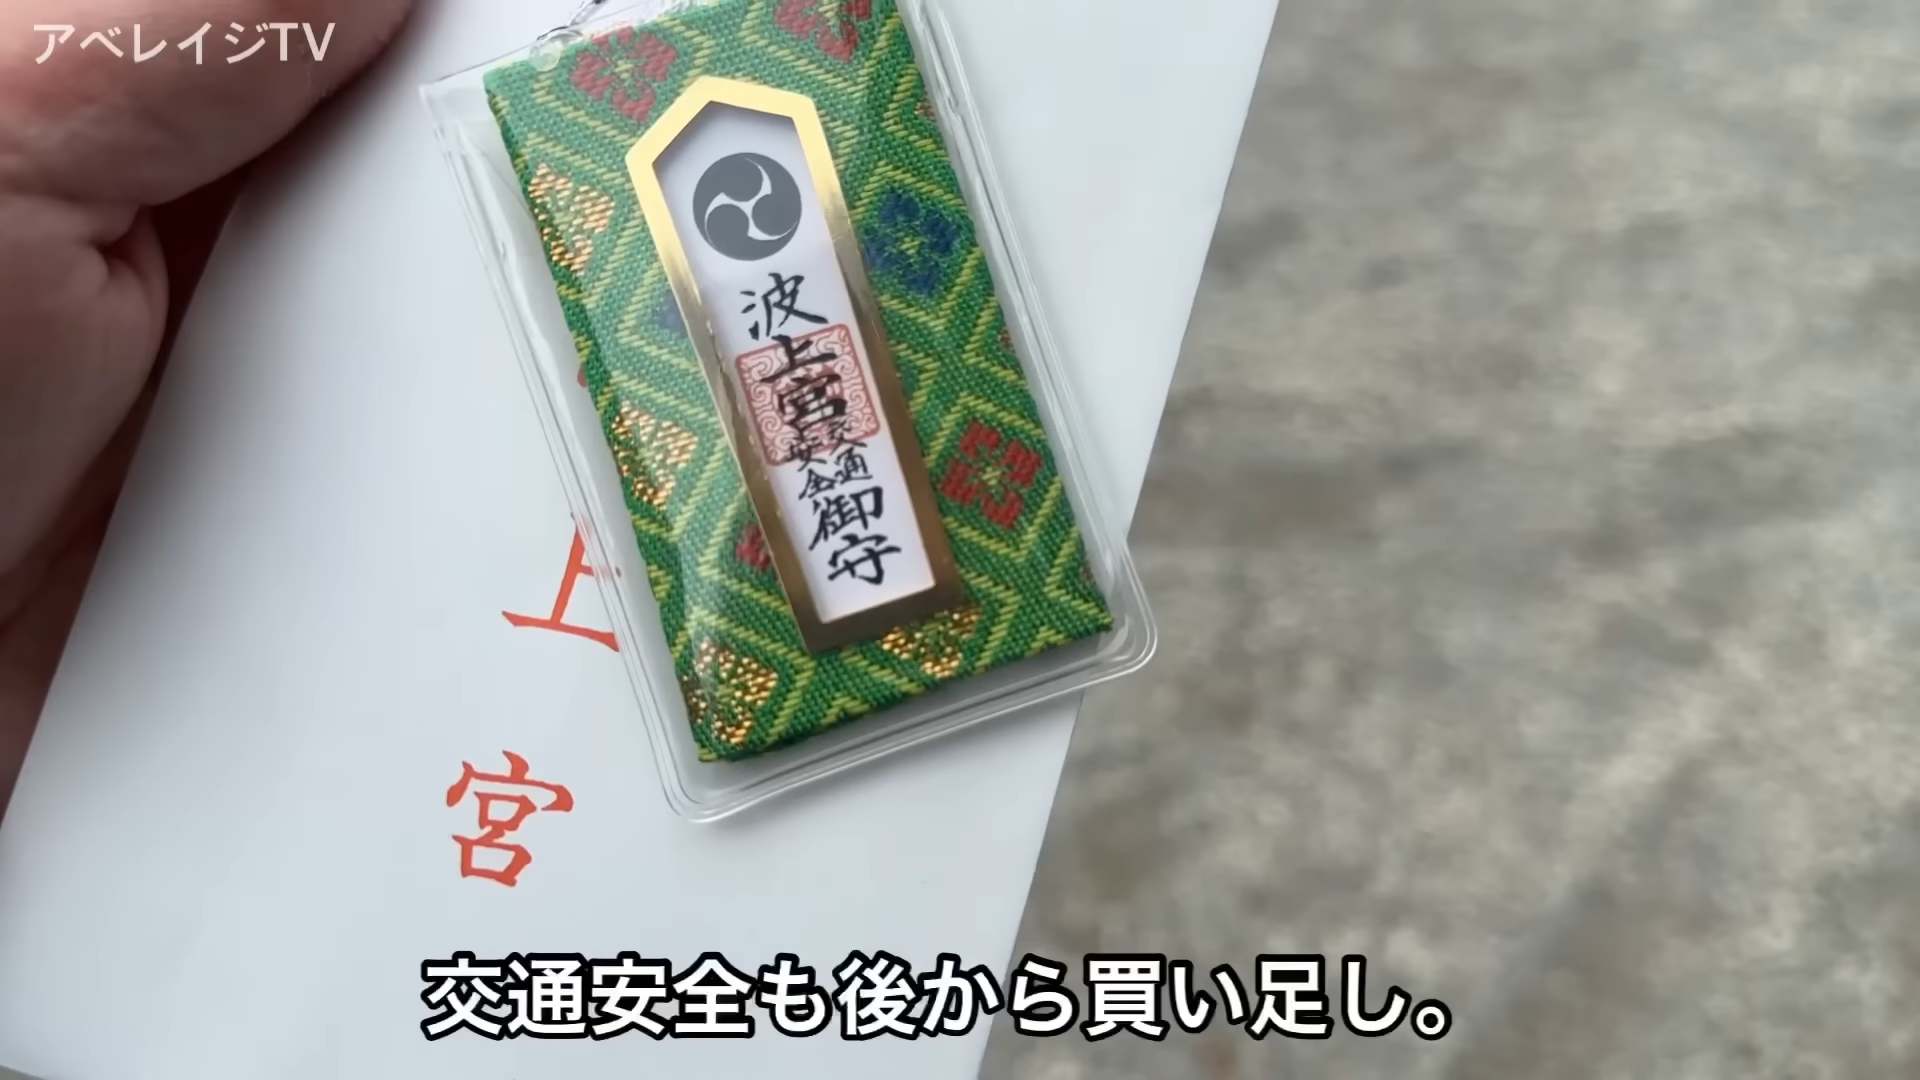 アベレイジTV
波上宮
交通
安全
御守
上
宮
交通安全も後から買い足し。